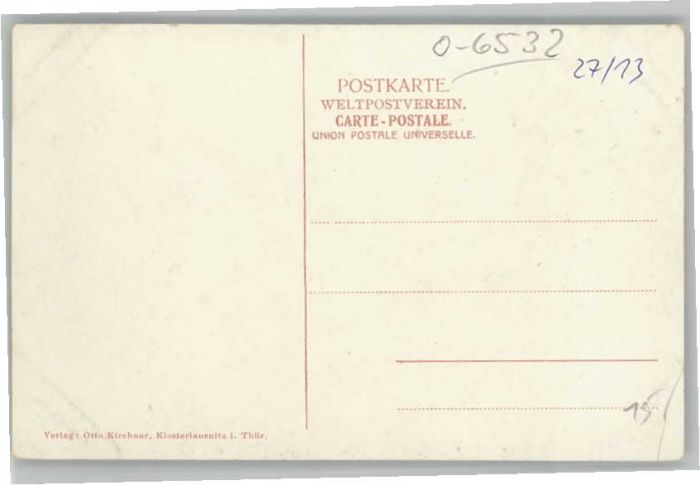 0-6532
27/13
POSTKARTE.
WELTPOSTVEREIN.
CARTE-POSTALE.
UNION POSTALE UNIVERSELLE.
15
Verlag: Otto Kirchner, Klosterlausnitz i. Thür.